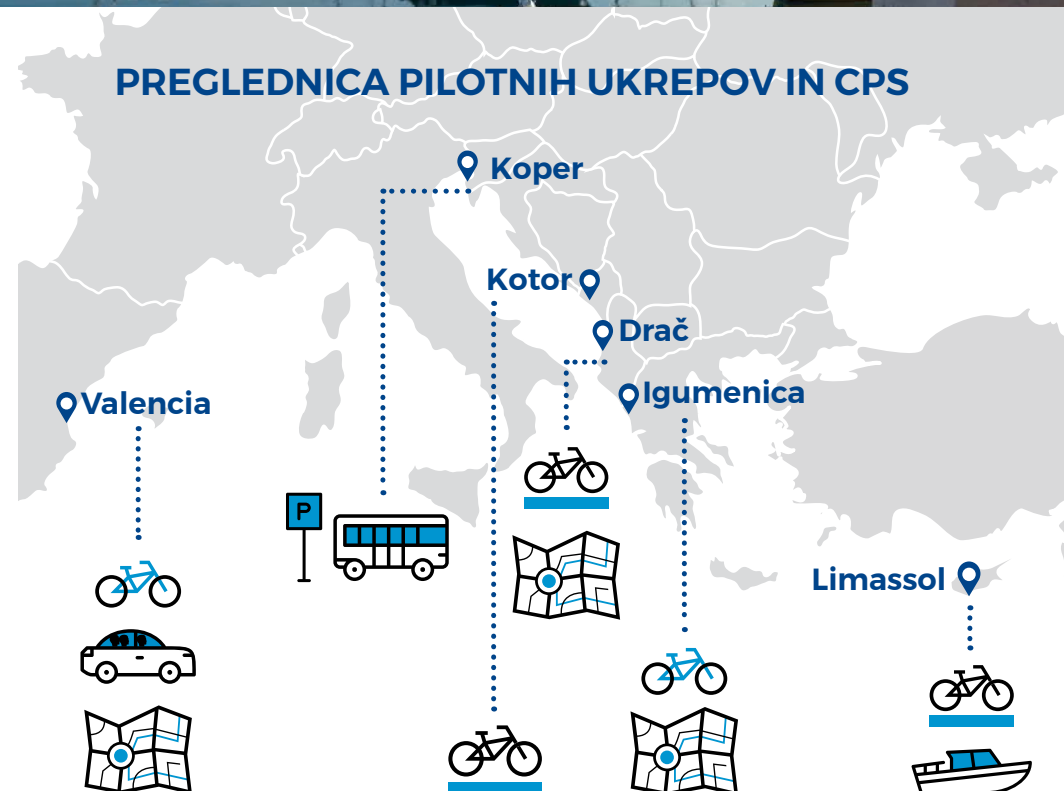 PREGLEDNICA PILOTNIH UKREPOV IN CPS
Koper
Kotor
Drač
Igumenica
Valencia
P
Limassol